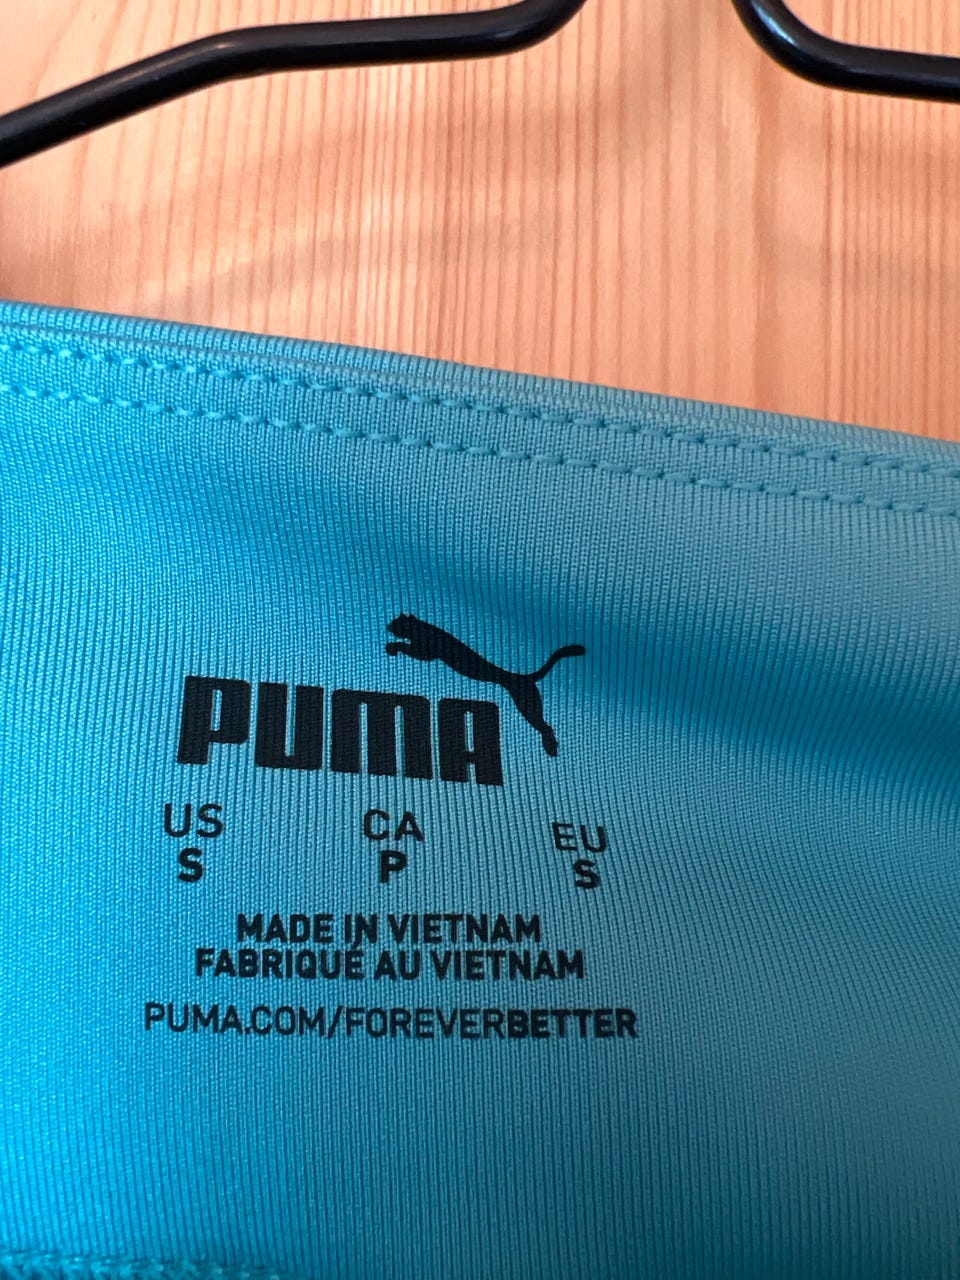 PUMA
US CA EU
S P S
MADE IN VIETNAM
FABRIQUÉ AU VIETNAM
PUMA.COM/FOREVERBETTER